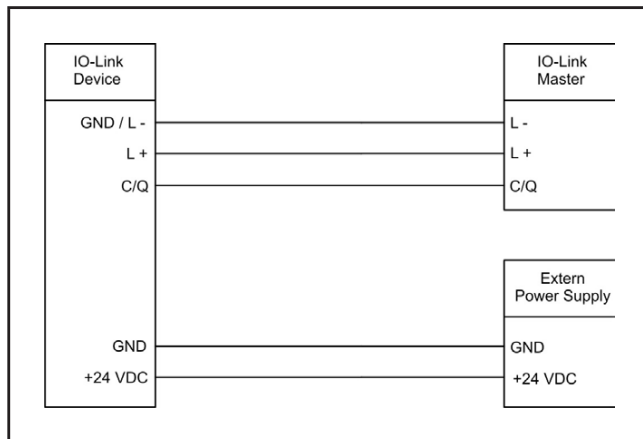 IO-Link
Device
IO-Link
Master
GND / L -
L -
L +
L +
C/Q
C/Q
Extern
Power Supply
GND
GND
+24 VDC
+24 VDC